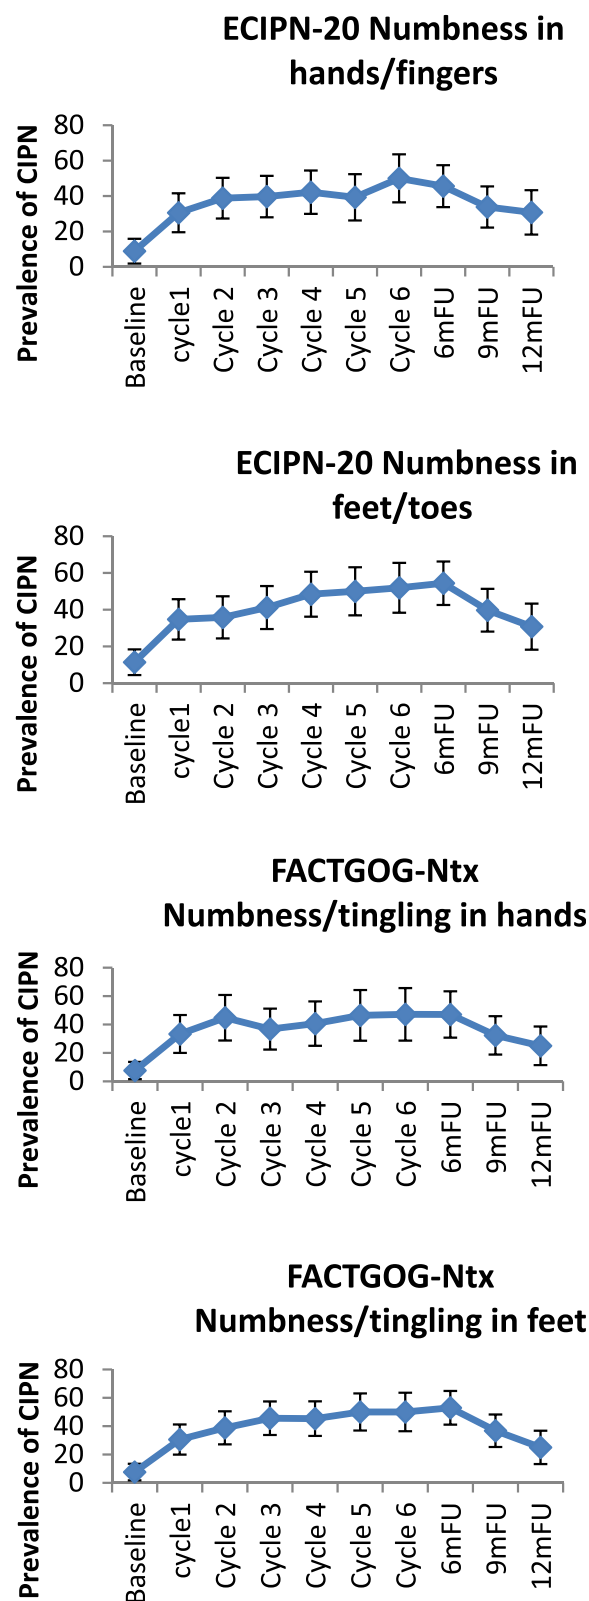 ECIPN-20 Numbness in
hands/fingers
Prevalence of CIPN
80
60
40
20
0
Baseline
cycle1
Cycle 2
Cycle 3
Cycle 4
Cycle 5
Cycle 6
6mFU
9mFU
12mFU
ECIPN-20 Numbness in
feet/toes
Prevalence of CIPN
80
60
40
20
0
Baseline
cycle1
Cycle 2
Cycle 3
Cycle 4
Cycle 5
Cycle 6
6mFU
9mFU
12mFU
FACTGOG-Ntx
Numbness/tingling in hands
Prevalence of CIPN
80
60
40
20
0
Baseline
cycle1
Cycle 2
Cycle 3
Cycle 4
Cycle 5
Cycle 6
6mFU
9mFU
12mFU
FACTGOG-Ntx
Numbness/tingling in feet
Prevalence of CIPN
80
60
40
20
0
Baseline
cycle1
Cycle 2
Cycle 3
Cycle 4
Cycle 5
Cycle 6
6mFU
9mFU
12mFU